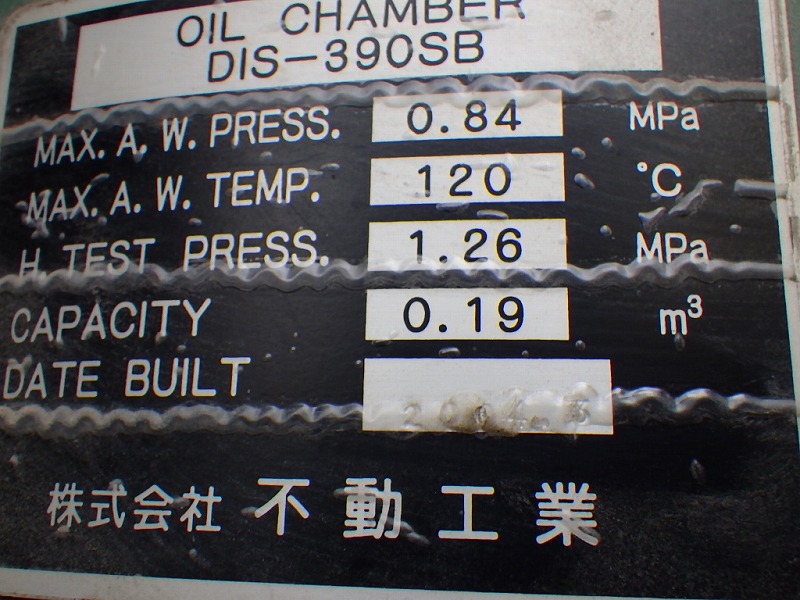 OIL CHAMBER
DIS-390SB
MAX. A. W. PRESS. 0.84 MPa
MAX. A. W. TEMP. 120 °C
H. TEST PRESS. 1.26 MPa
CAPACITY 0.19 m³
DATE BUILT
株式会社 不動工業